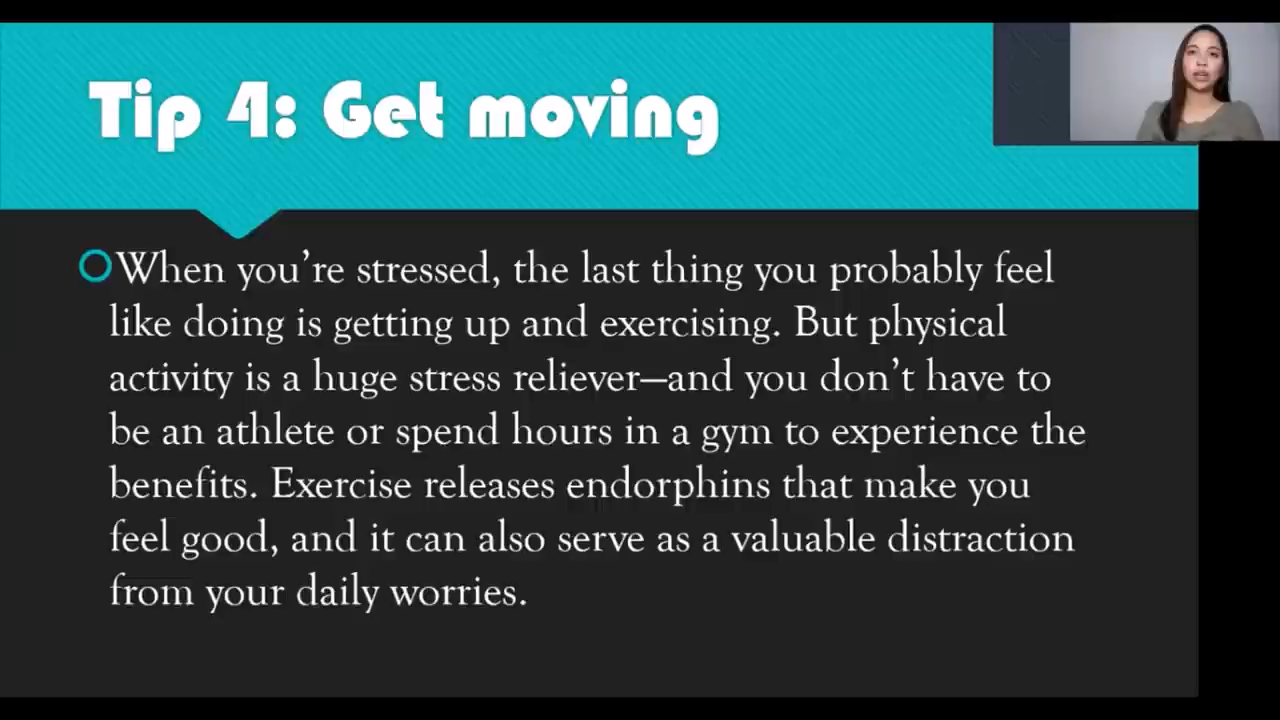 Tip 4: Get moving
When you’re stressed, the last thing you probably feel
like doing is getting up and exercising. But physical
activity is a huge stress reliever—and you don’t have to
be an athlete or spend hours in a gym to experience the
benefits. Exercise releases endorphins that make you
feel good, and it can also serve as a valuable distraction
from your daily worries.